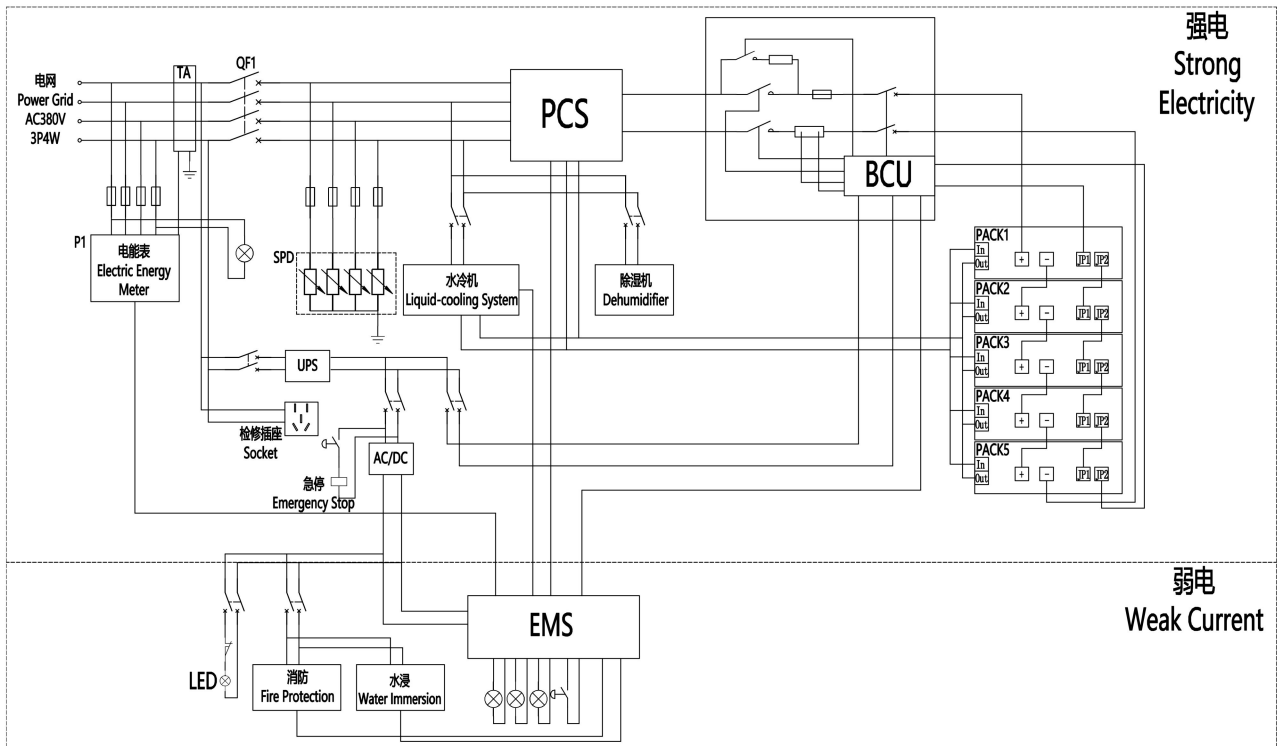 强电
Strong
Electricity
电网
Power Grid
AC380V
3P4W
TA
QF1
PCS
BCU
P1
电能表
Electric Energy
Meter
SPD
水冷机
Liquid-cooling System
除湿机
Dehumidifier
PACK1
In
Out
+
-
JP1
JP2
PACK2
In
Out
+
-
JP1
JP2
PACK3
In
Out
+
-
JP1
JP2
PACK4
In
Out
+
-
JP1
JP2
PACK5
In
Out
+
-
JP1
JP2
UPS
检修插座
Socket
AC/DC
急停
Emergency Stop
弱电
Weak Current
EMS
LED
消防
Fire Protection
水浸
Water Immersion